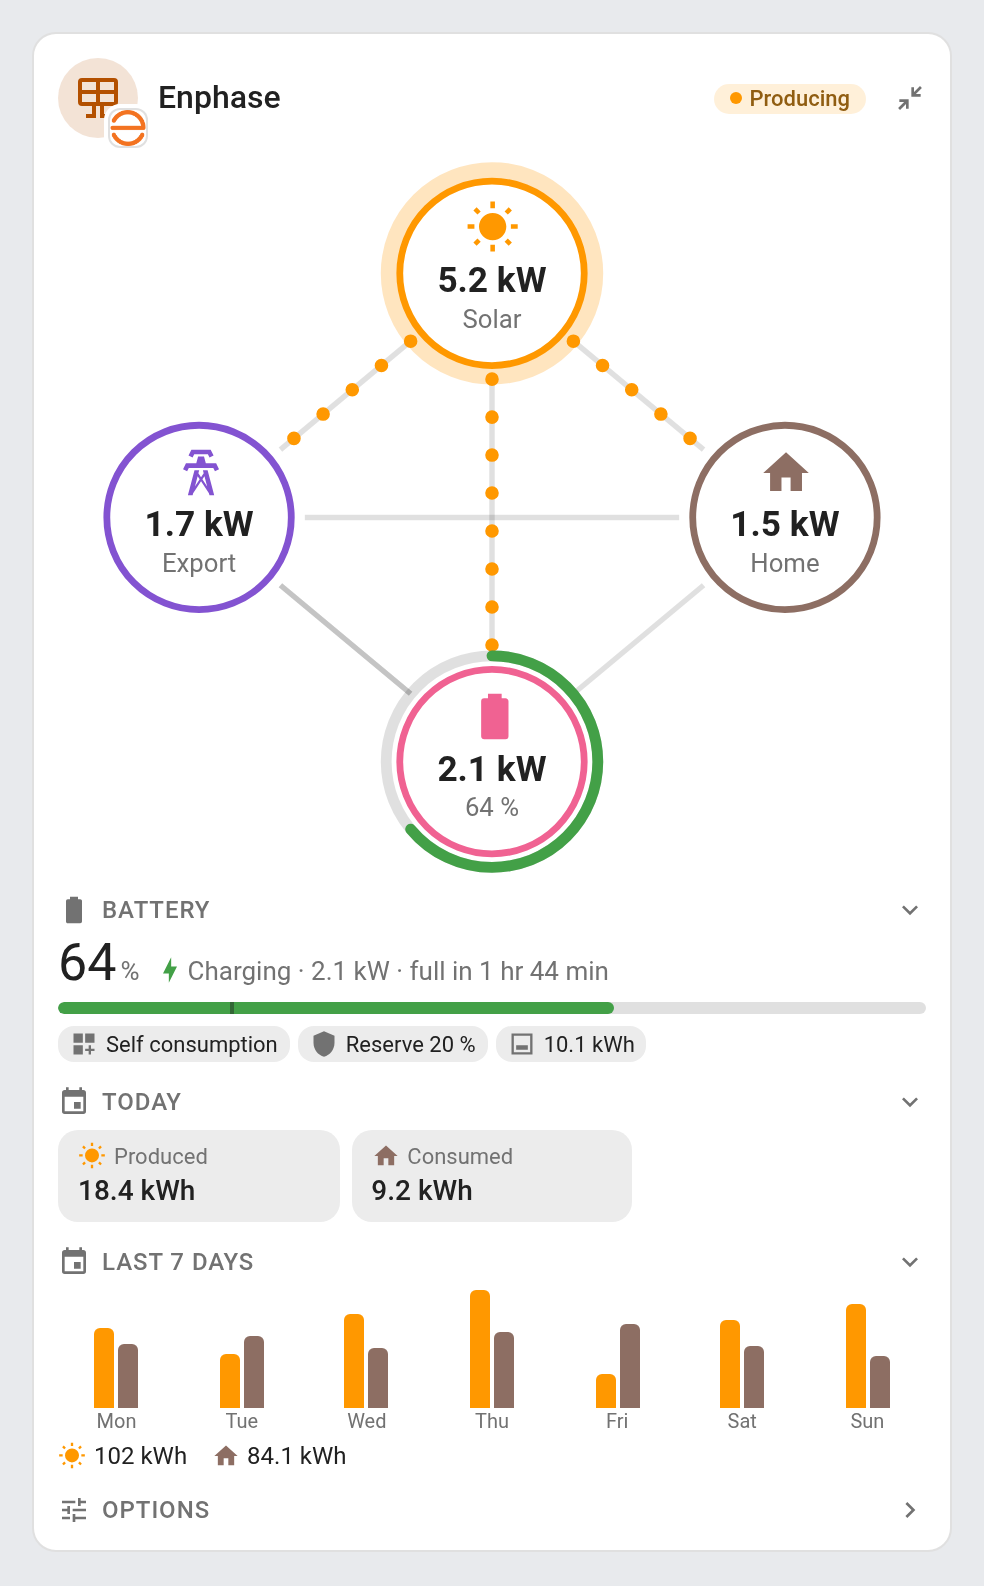 Enphase
Producing
5.2 kW
Solar
1.7 kW
Export
1.5 kW
Home
2.1 kW
64 %
BATTERY
64 % Charging · 2.1 kW · full in 1 hr 44 min
Self consumption Reserve 20 % 10.1 kWh
TODAY
Produced Consumed
18.4 kWh 9.2 kWh
LAST 7 DAYS
Mon Tue Wed Thu Fri Sat Sun
102 kWh 84.1 kWh
OPTIONS